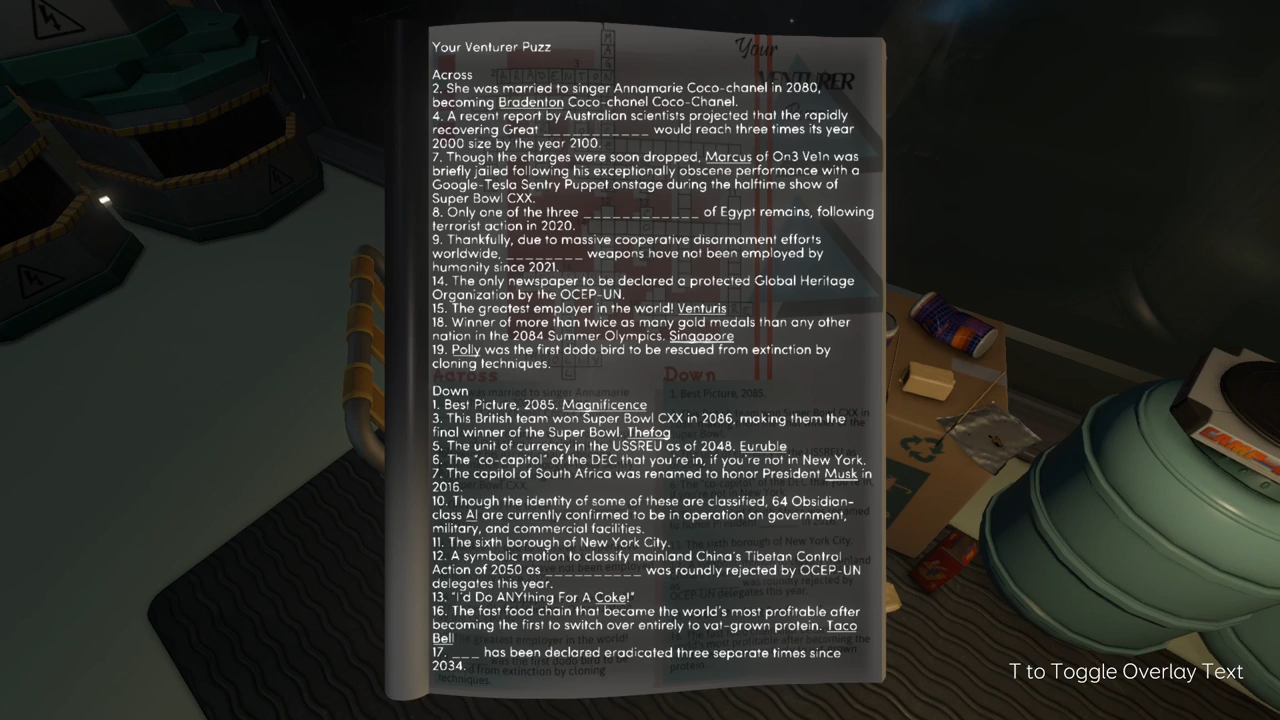 Your Venturer Puzz
Across
2. She was married to singer Annamarie Coco-chanel in 2080,
becoming Bradenton Coco-chanel Coco-Chanel.
4. A recent report by Australian scientists projected that the rapidly
recovering Great ____________ would reach three times its year
2000 size by the year 2100.
7. Though the charges were soon dropped, Marcus of On3 Ve1n was
briefly jailed following his exceptionally obscene performance with a
Google-Tesla Sentry Puppet onstage during the halftime show of
Super Bowl CXX.
8. Only one of the three ____________ of Egypt remains, following
terrorist action in 2020.
9. Thankfully, due to massive cooperative disarmament efforts
worldwide, ________ weapons have not been employed by
humanity since 2021.
14. The only newspaper to be declared a protected Global Heritage
Organization by the OCEP-UN.
15. The greatest employer in the world! Venturis
18. Winner of more than twice as many gold medals than any other
nation in the 2084 Summer Olympics. Singapore
19. Polly was the first dodo bird to be rescued from extinction by
cloning techniques.
Down
1. Best Picture, 2085. Magnificence
3. This British team won Super Bowl CXX in 2086, making them the
final winner of the Super Bowl. Thefog
5. The unit of currency in the USSREU as of 2048. Euruble
6. The "co-capitol" of the DEC that you're in, if you're not in New York.
7. The capitol of South Africa was renamed to honor President Musk in
2016.
10. Though the identity of some of these are classified, 64 Obsidian-
class AI are currently confirmed to be in operation on government,
military, and commercial facilities.
11. The sixth borough of New York City.
12. A symbolic motion to classify mainland China's Tibetan Control
Action of 2050 as __________ was roundly rejected by OCEP-UN
delegates this year.
13. "I'd Do ANYthing For A Coke!"
16. The fast food chain that became the world's most profitable after
becoming the first to switch over entirely to vat-grown protein. Taco
Bell
17. ___ has been declared eradicated three separate times since
2034.
Your
VENTURER
Across
Down
T to Toggle Overlay Text